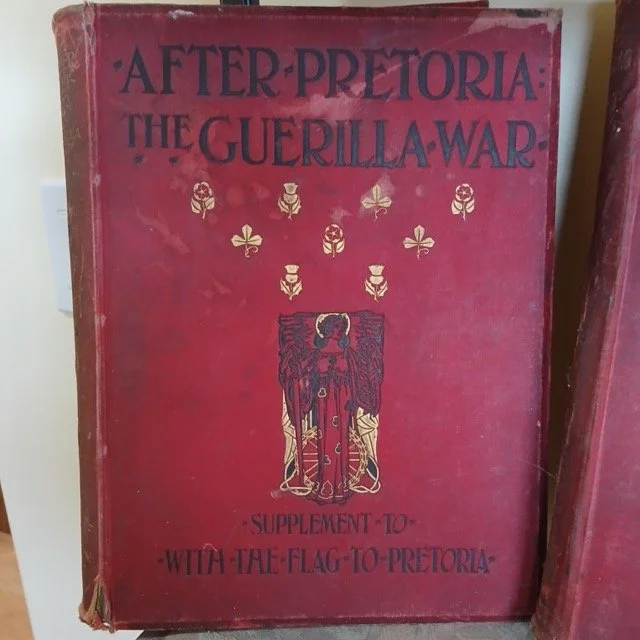 ·AFTER·PRETORIA:
THE GUERILLA·WAR·
·SUPPLEMENT·TO·
·WITH·THE·FLAG·TO·PRETORIA·